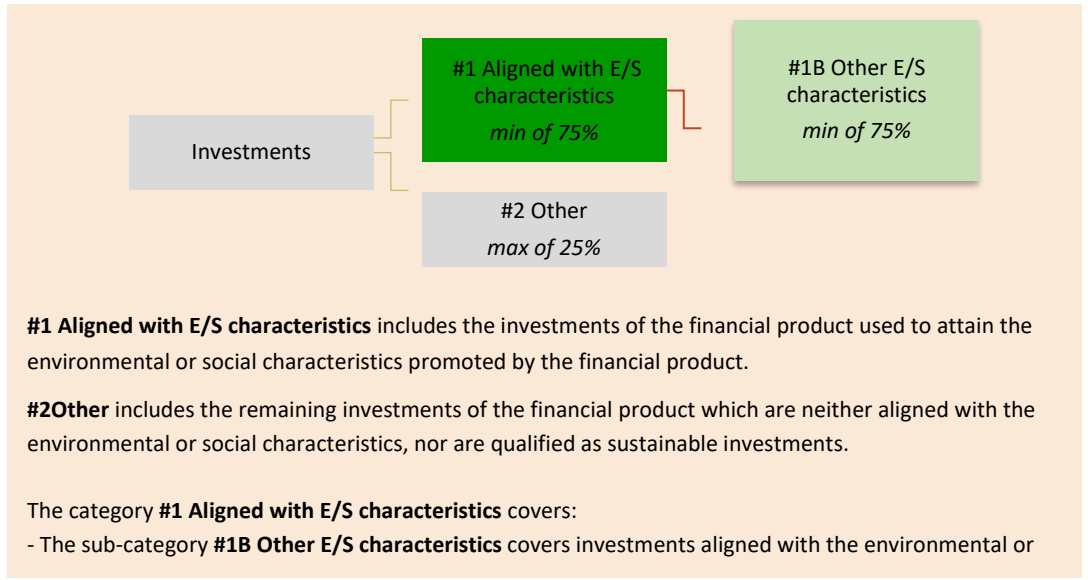 #1 Aligned with E/S
characteristics
min of 75%
#1B Other E/S
characteristics
min of 75%
Investments
#2 Other
max of 25%
#1 Aligned with E/S characteristics includes the investments of the financial product used to attain the
environmental or social characteristics promoted by the financial product.
#2Other includes the remaining investments of the financial product which are neither aligned with the
environmental or social characteristics, nor are qualified as sustainable investments.
The category #1 Aligned with E/S characteristics covers:
- The sub-category #1B Other E/S characteristics covers investments aligned with the environmental or